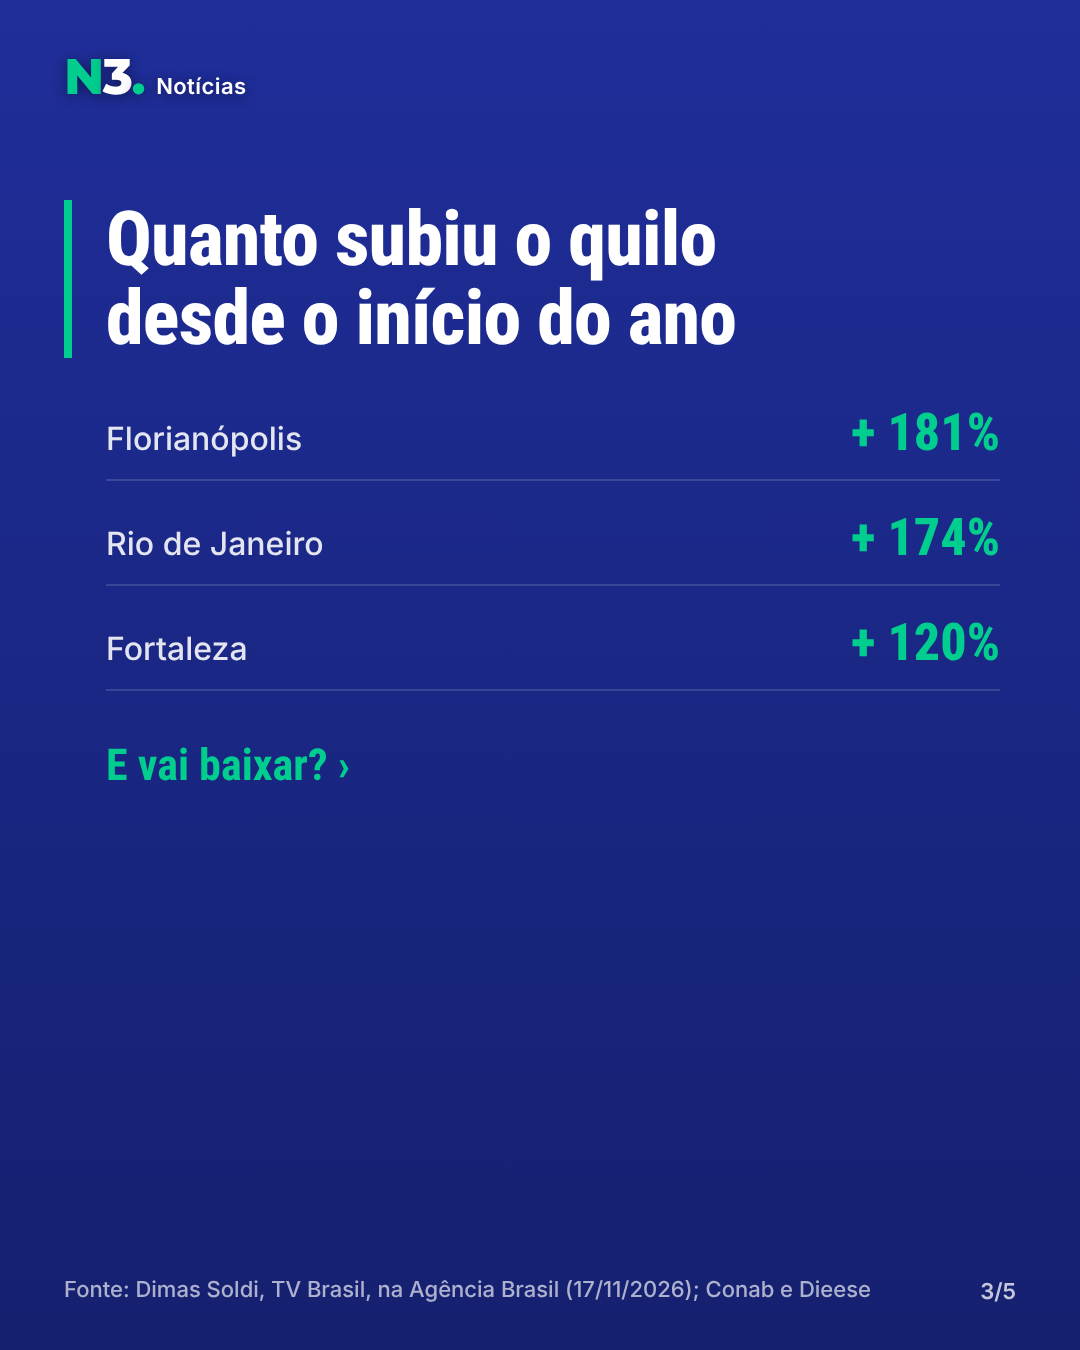 N3. Notícias
Quanto subiu o quilo
desde o início do ano
Florianópolis + 181%
Rio de Janeiro + 174%
Fortaleza + 120%
E vai baixar? ›
Fonte: Dimas Soldi, TV Brasil, na Agência Brasil (17/11/2026); Conab e Dieese 3/5